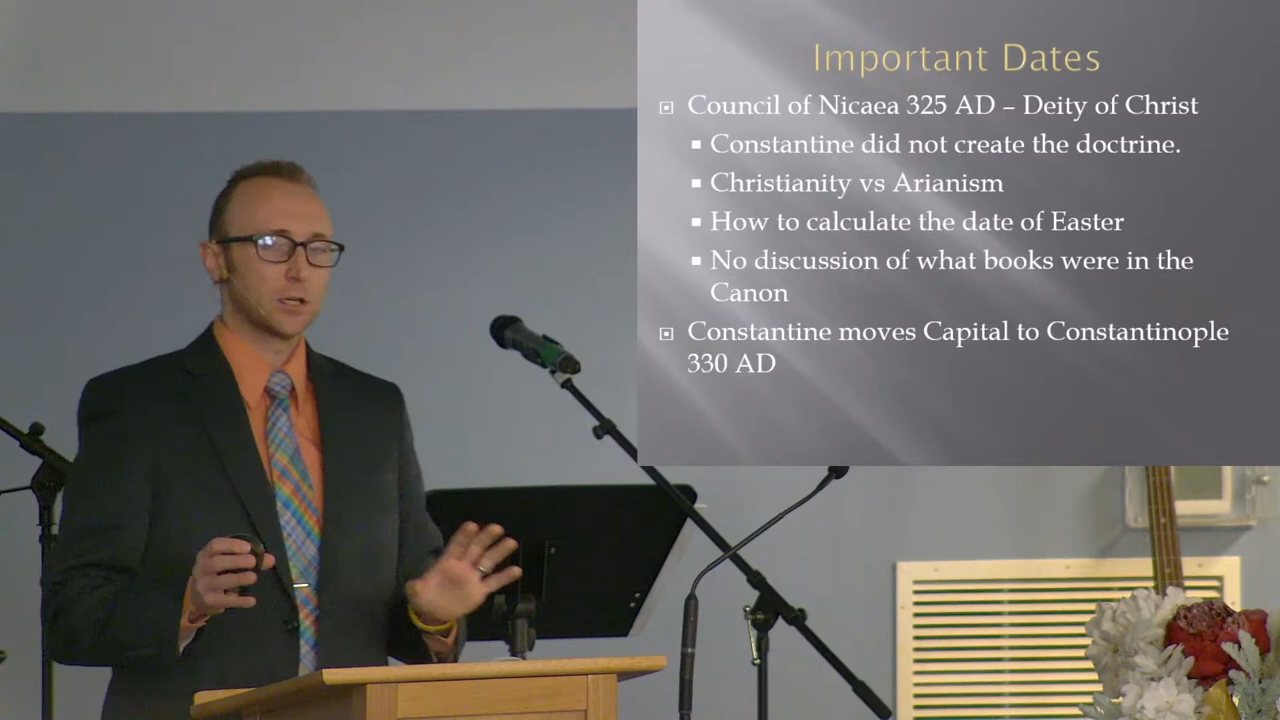 Important Dates
Council of Nicaea 325 AD – Deity of Christ
Constantine did not create the doctrine.
Christianity vs Arianism
How to calculate the date of Easter
No discussion of what books were in the
Canon
Constantine moves Capital to Constantinople
330 AD